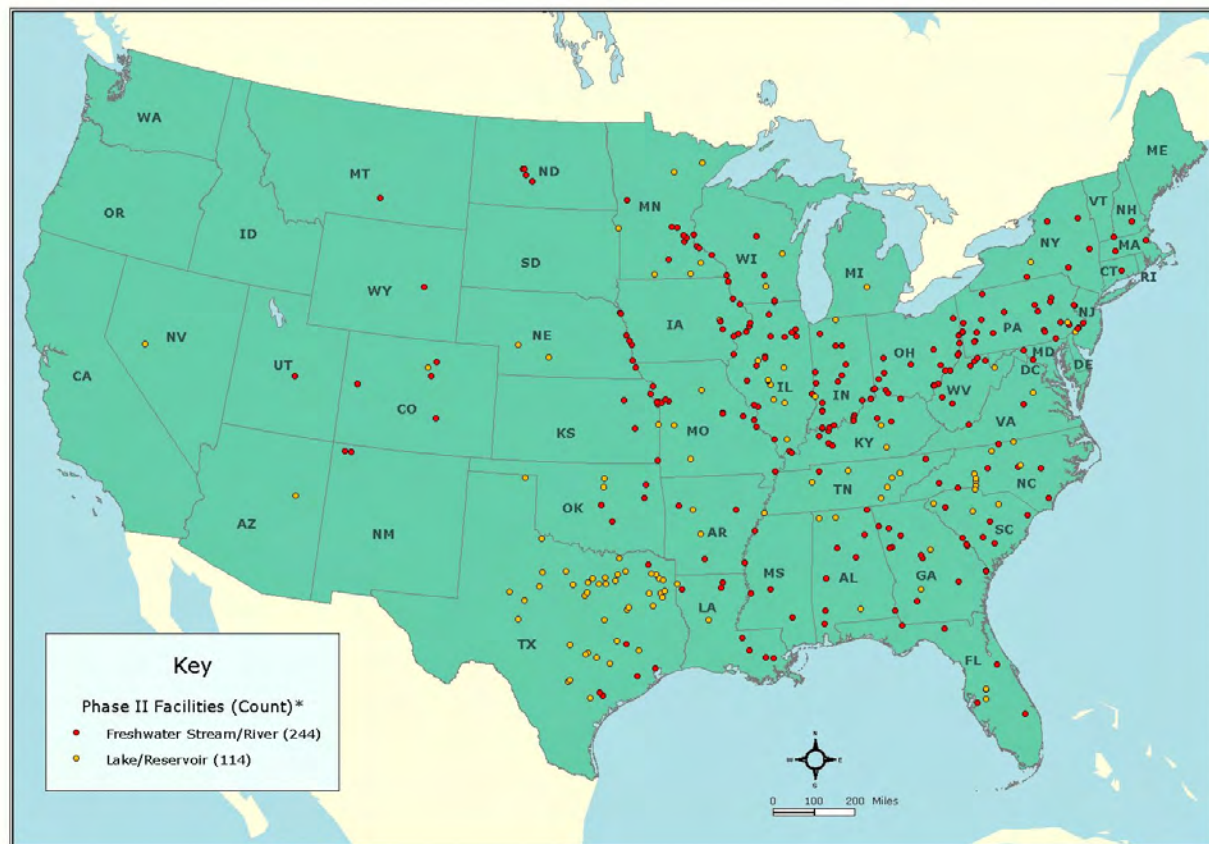 WA
MT
ND
MN
ME
OR
ID
SD
WI
MI
NY
VT
NH
MA
CT
RI
WY
NE
IA
PA
NJ
NV
UT
CO
KS
MO
IL
IN
OH
WV
MD
DC
DE
VA
CA
KY
AZ
NM
OK
AR
TN
NC
SC
MS
AL
GA
TX
LA
FL
Key
Phase II Facilities (Count)*
Freshwater Stream/River (244)
Lake/Reservoir (114)
N
W
E
S
0 100 200 Miles